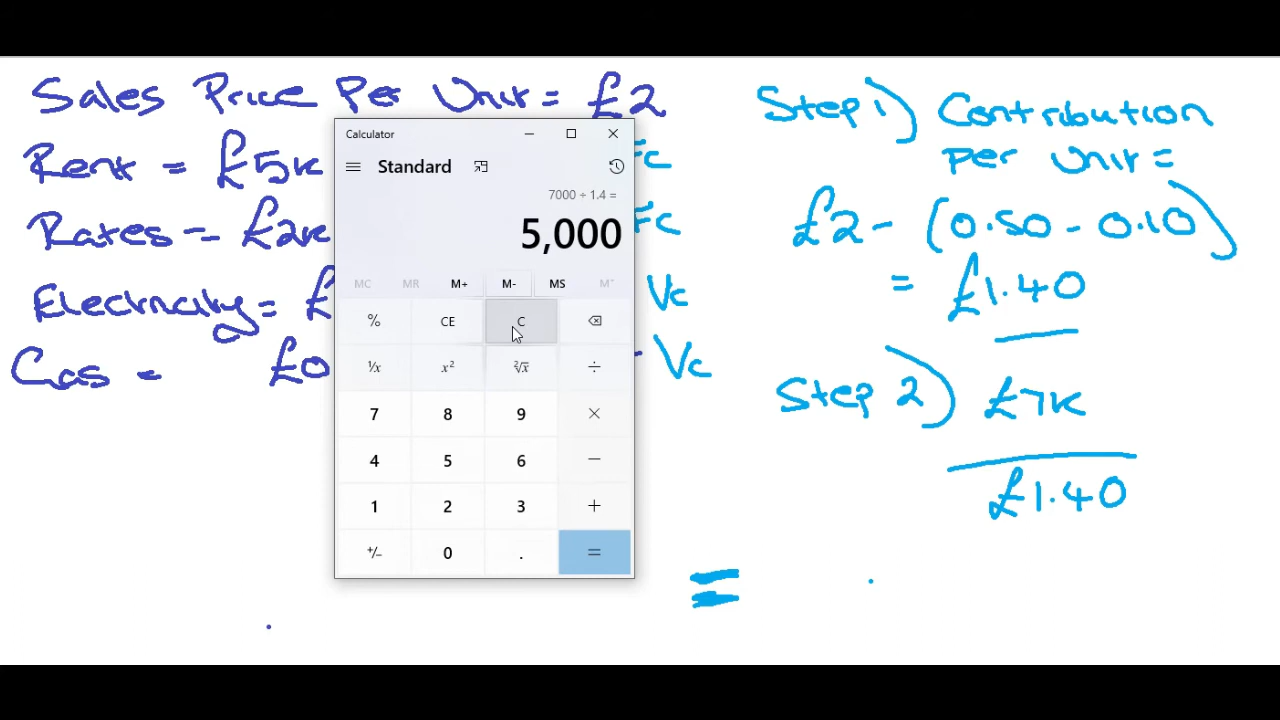 Sales Price Per Unit = £2
Rent = £5K
Fc
Rates = £2K
Fc
Electricity = £
Vc
Gas = £0
Vc
Calculator
Standard
7000 ÷ 1.4 =
5,000
MC MR M+ M- MS M˅
% CE C
¹/x x² ²√x ÷
7 8 9 ×
4 5 6 −
1 2 3 +
+/− 0 . =
Step 1) Contribution
per Unit =
£2 - (0.50 - 0.10)
= £1.40
Step 2) £7K
£1.40
=